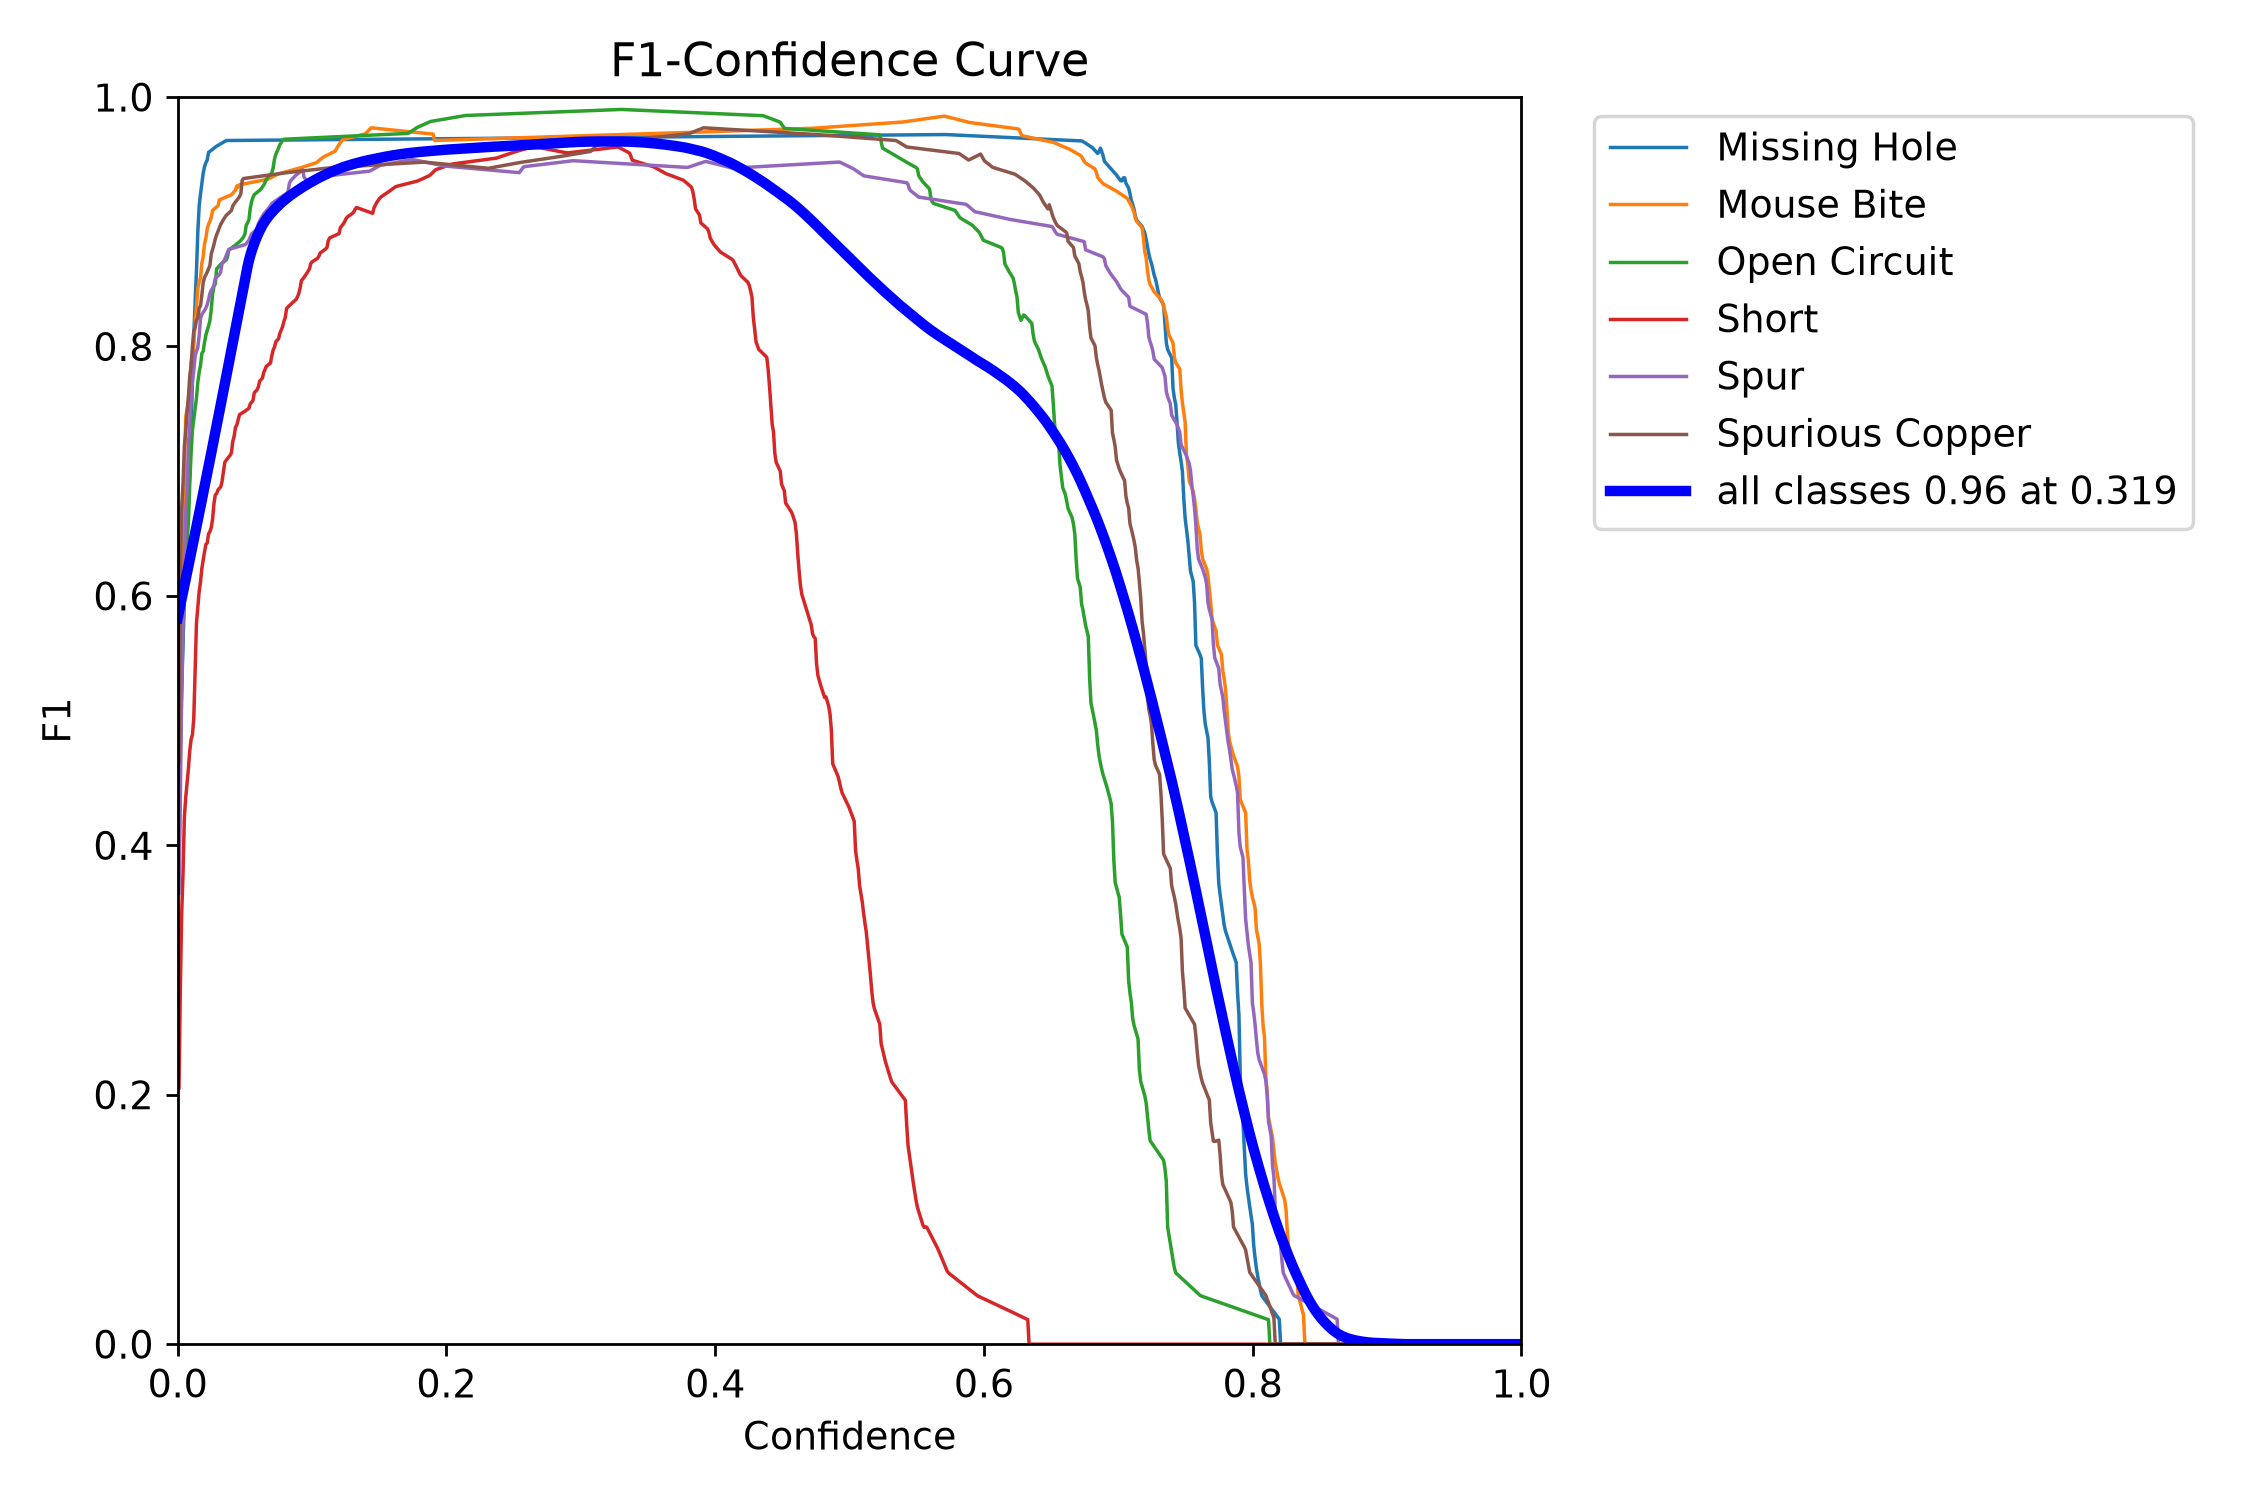 F1-Confidence Curve
1.0
0.8
0.6
0.4
0.2
0.0
F1
0.0 0.2 0.4 0.6 0.8 1.0
Confidence
Missing Hole
Mouse Bite
Open Circuit
Short
Spur
Spurious Copper
all classes 0.96 at 0.319